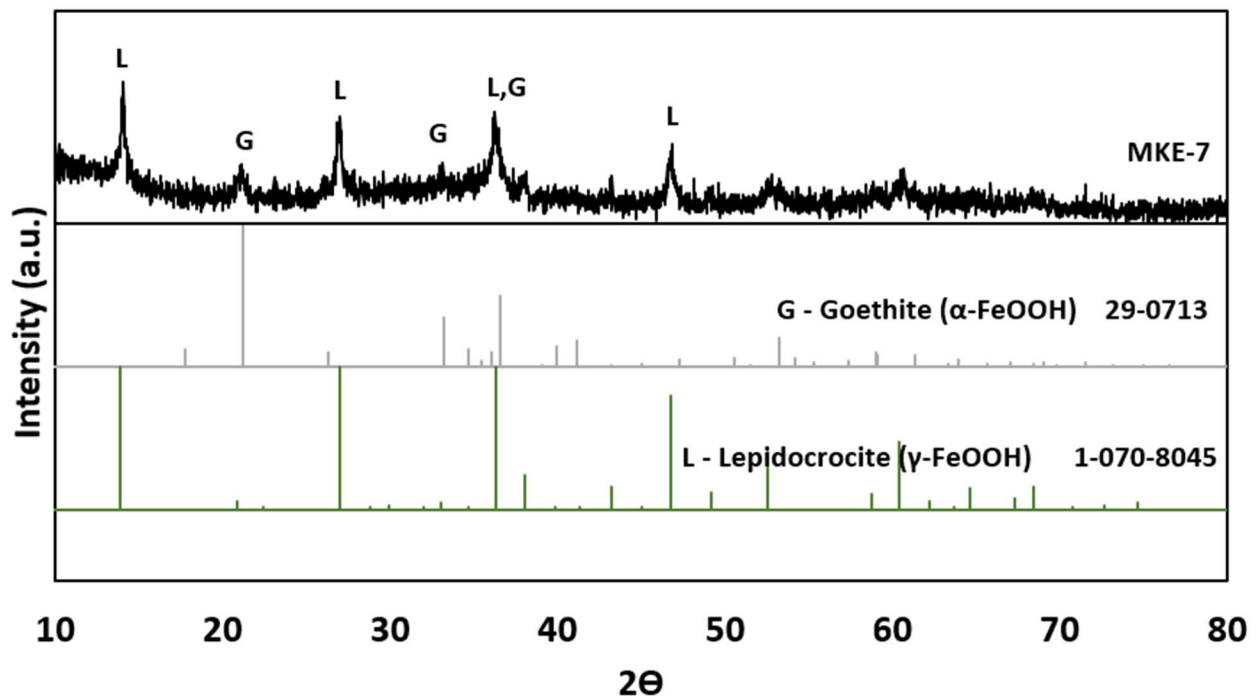 L
L
L,G
G
G
L
MKE-7
Intensity (a.u.)
G - Goethite (α-FeOOH) 29-0713
L - Lepidocrocite (γ-FeOOH) 1-070-8045
10 20 30 40 50 60 70 80
2Θ